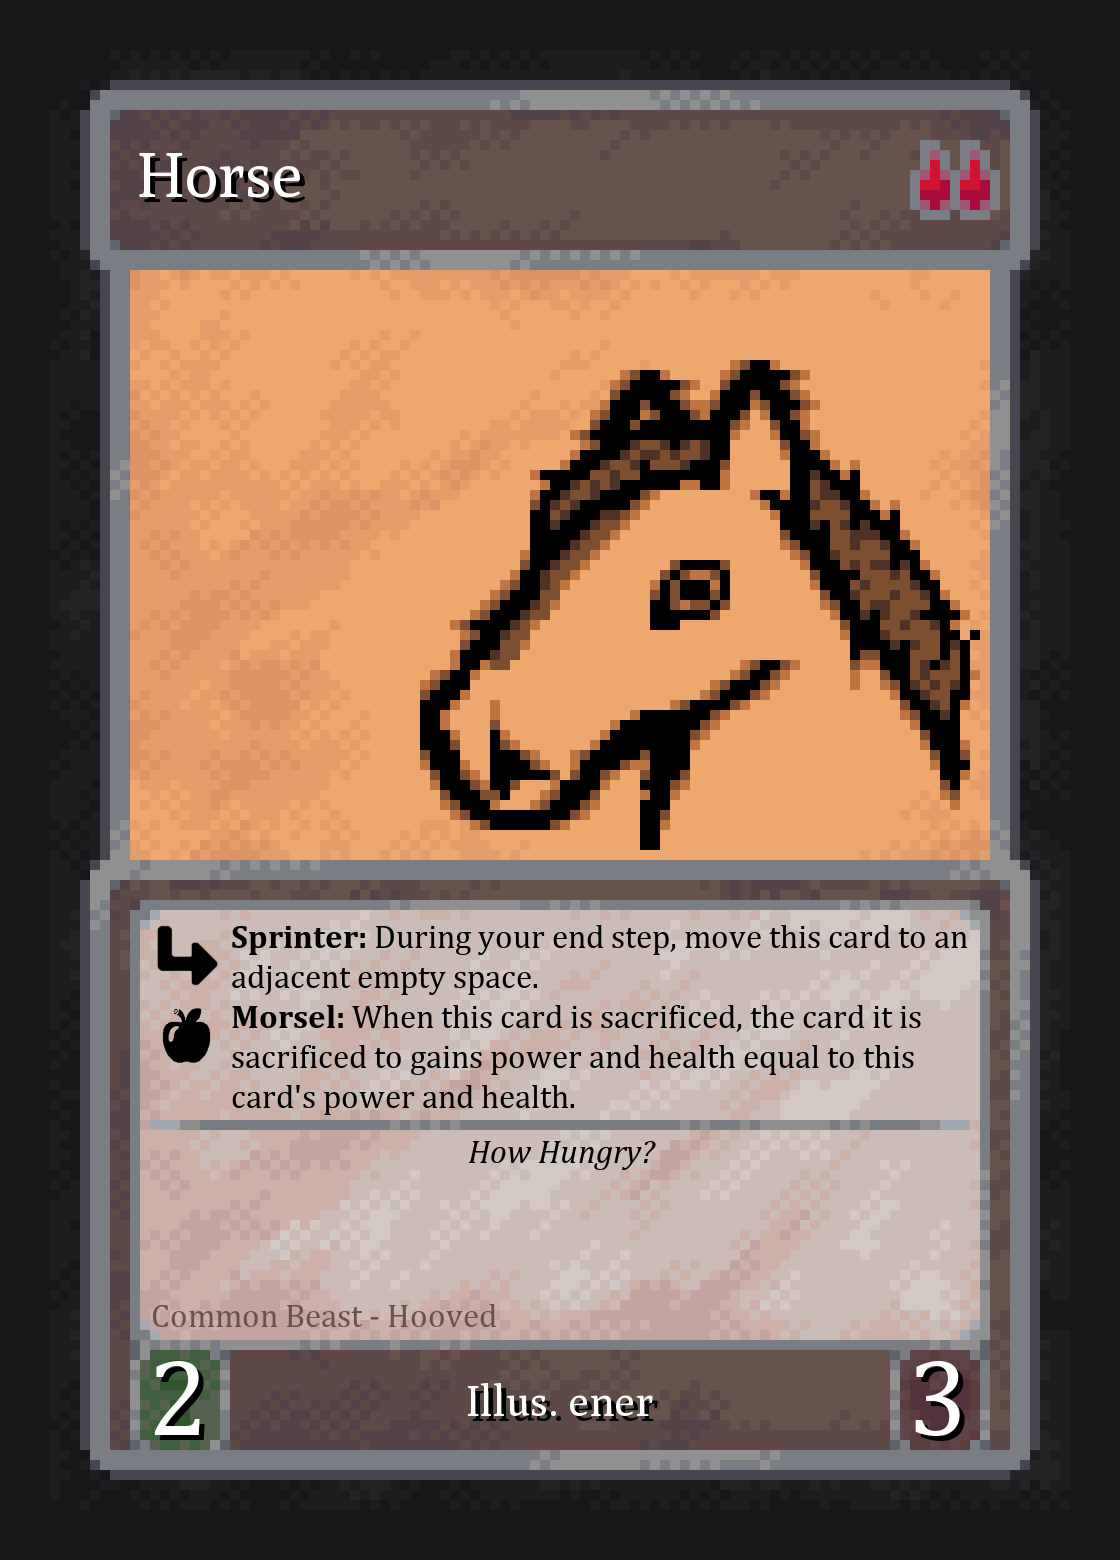 Horse
Sprinter: During your end step, move this card to an
adjacent empty space.
Morsel: When this card is sacrificed, the card it is
sacrificed to gains power and health equal to this
card's power and health.
How Hungry?
Common Beast - Hooved
2
Illus. ener
3